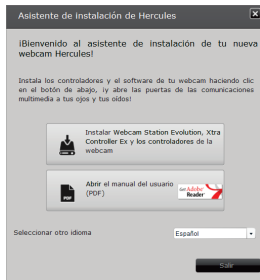 Asistente de instalación de Hercules
¡Bienvenido al asistente de instalación de tu nueva
webcam Hercules!
Instala los controladores y el software de tu webcam haciendo clic
en el botón de abajo, ¡y abre las puertas de las comunicaciones
multimedia a tus ojos y tus oídos!
Instalar Webcam Station Evolution, Xtra
Controller Ex y los controladores de la
webcam
Abrir el manual del usuario
(PDF)
PDF
Get Adobe
Reader
Seleccionar otro idioma
Español
Salir